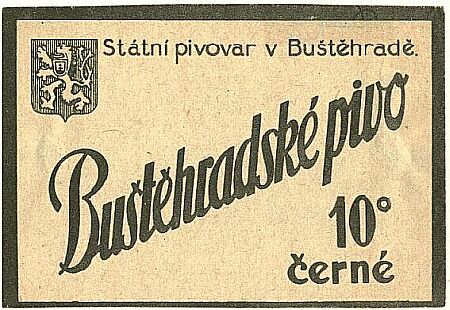 Státní pivovar v Buštěhradě.
Buštěhradské pivo
10°
černé